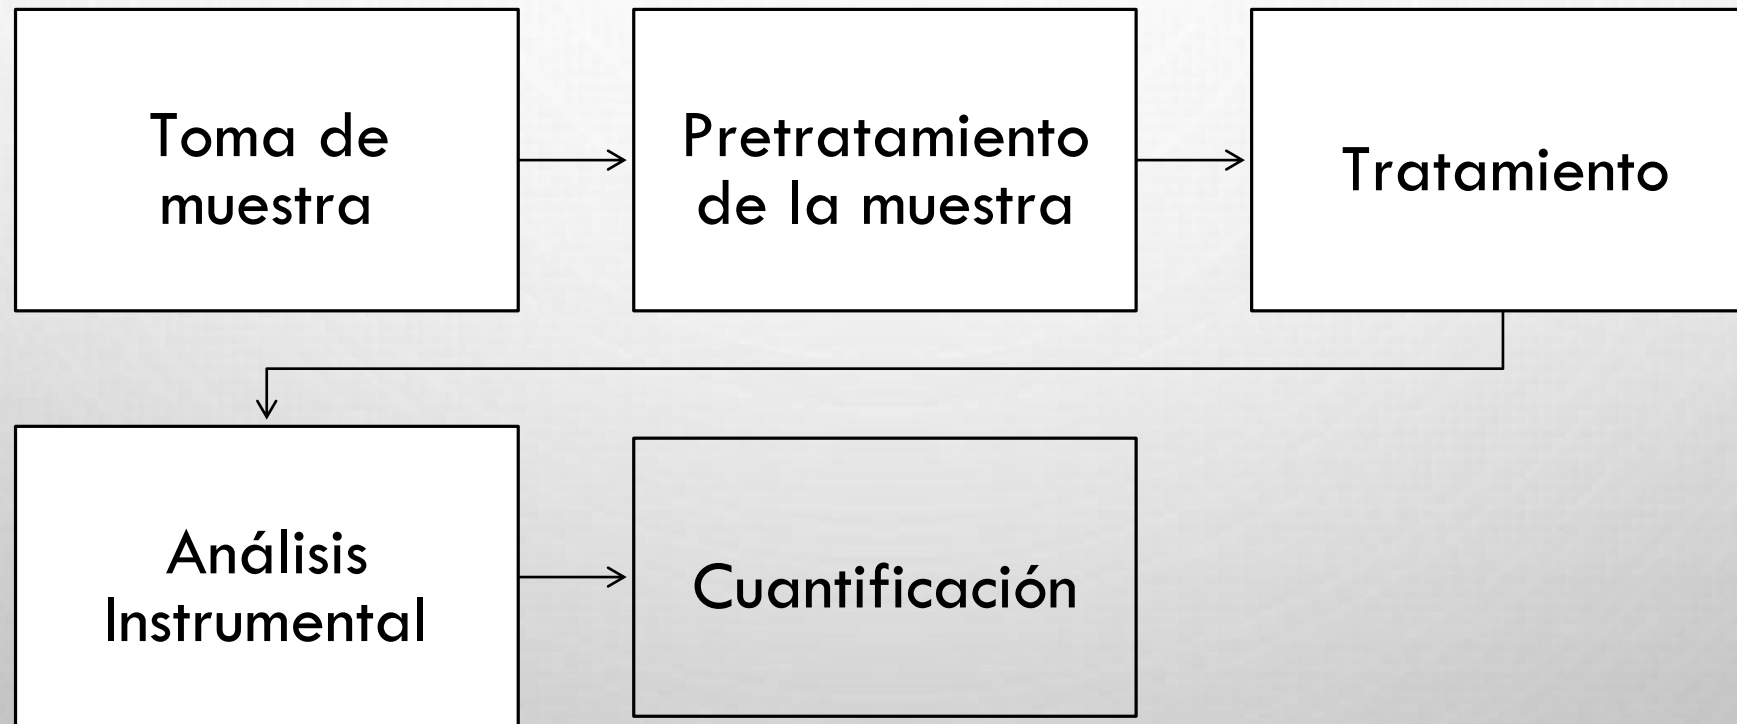 Toma de
muestra
Pretratamiento
de la muestra
Tratamiento
Análisis
Instrumental
Cuantificación